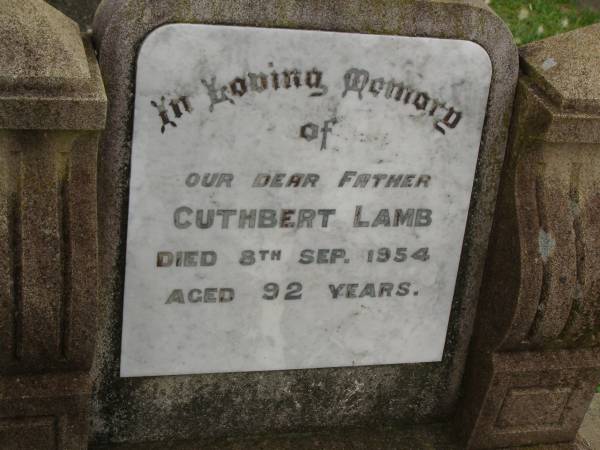 In Loving Memory
of
OUR DEAR FATHER
CUTHBERT LAMB
DIED 8TH SEP. 1954
AGED 92 YEARS.